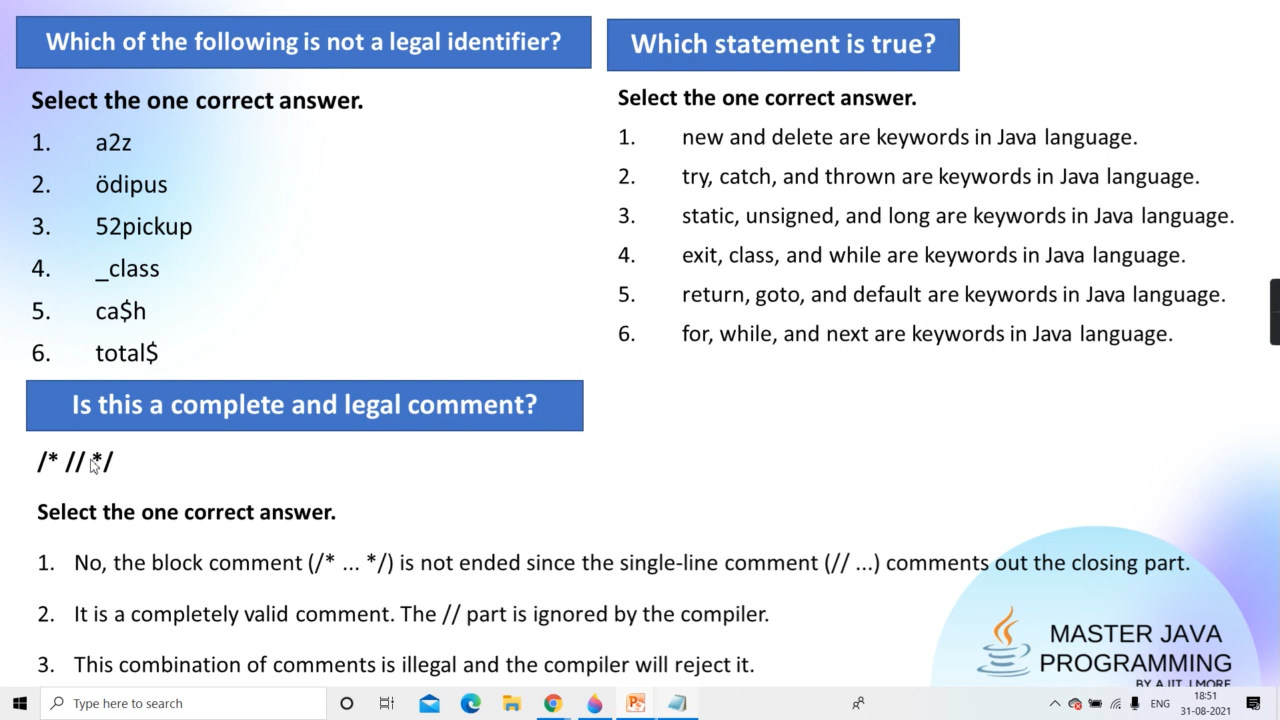 Which of the following is not a legal identifier?
Select the one correct answer.
1. a2z
2. ödipus
3. 52pickup
4. _class
5. ca$h
6. total$
Which statement is true?
Select the one correct answer.
1. new and delete are keywords in Java language.
2. try, catch, and thrown are keywords in Java language.
3. static, unsigned, and long are keywords in Java language.
4. exit, class, and while are keywords in Java language.
5. return, goto, and default are keywords in Java language.
6. for, while, and next are keywords in Java language.
Is this a complete and legal comment?
/* // */
Select the one correct answer.
1. No, the block comment (/* ... */) is not ended since the single-line comment (// ...) comments out the closing part.
2. It is a completely valid comment. The // part is ignored by the compiler.
3. This combination of comments is illegal and the compiler will reject it.
MASTER JAVA
PROGRAMMING
BY AJIT J MORE
Type here to search
ENG
18:51
31-08-2021